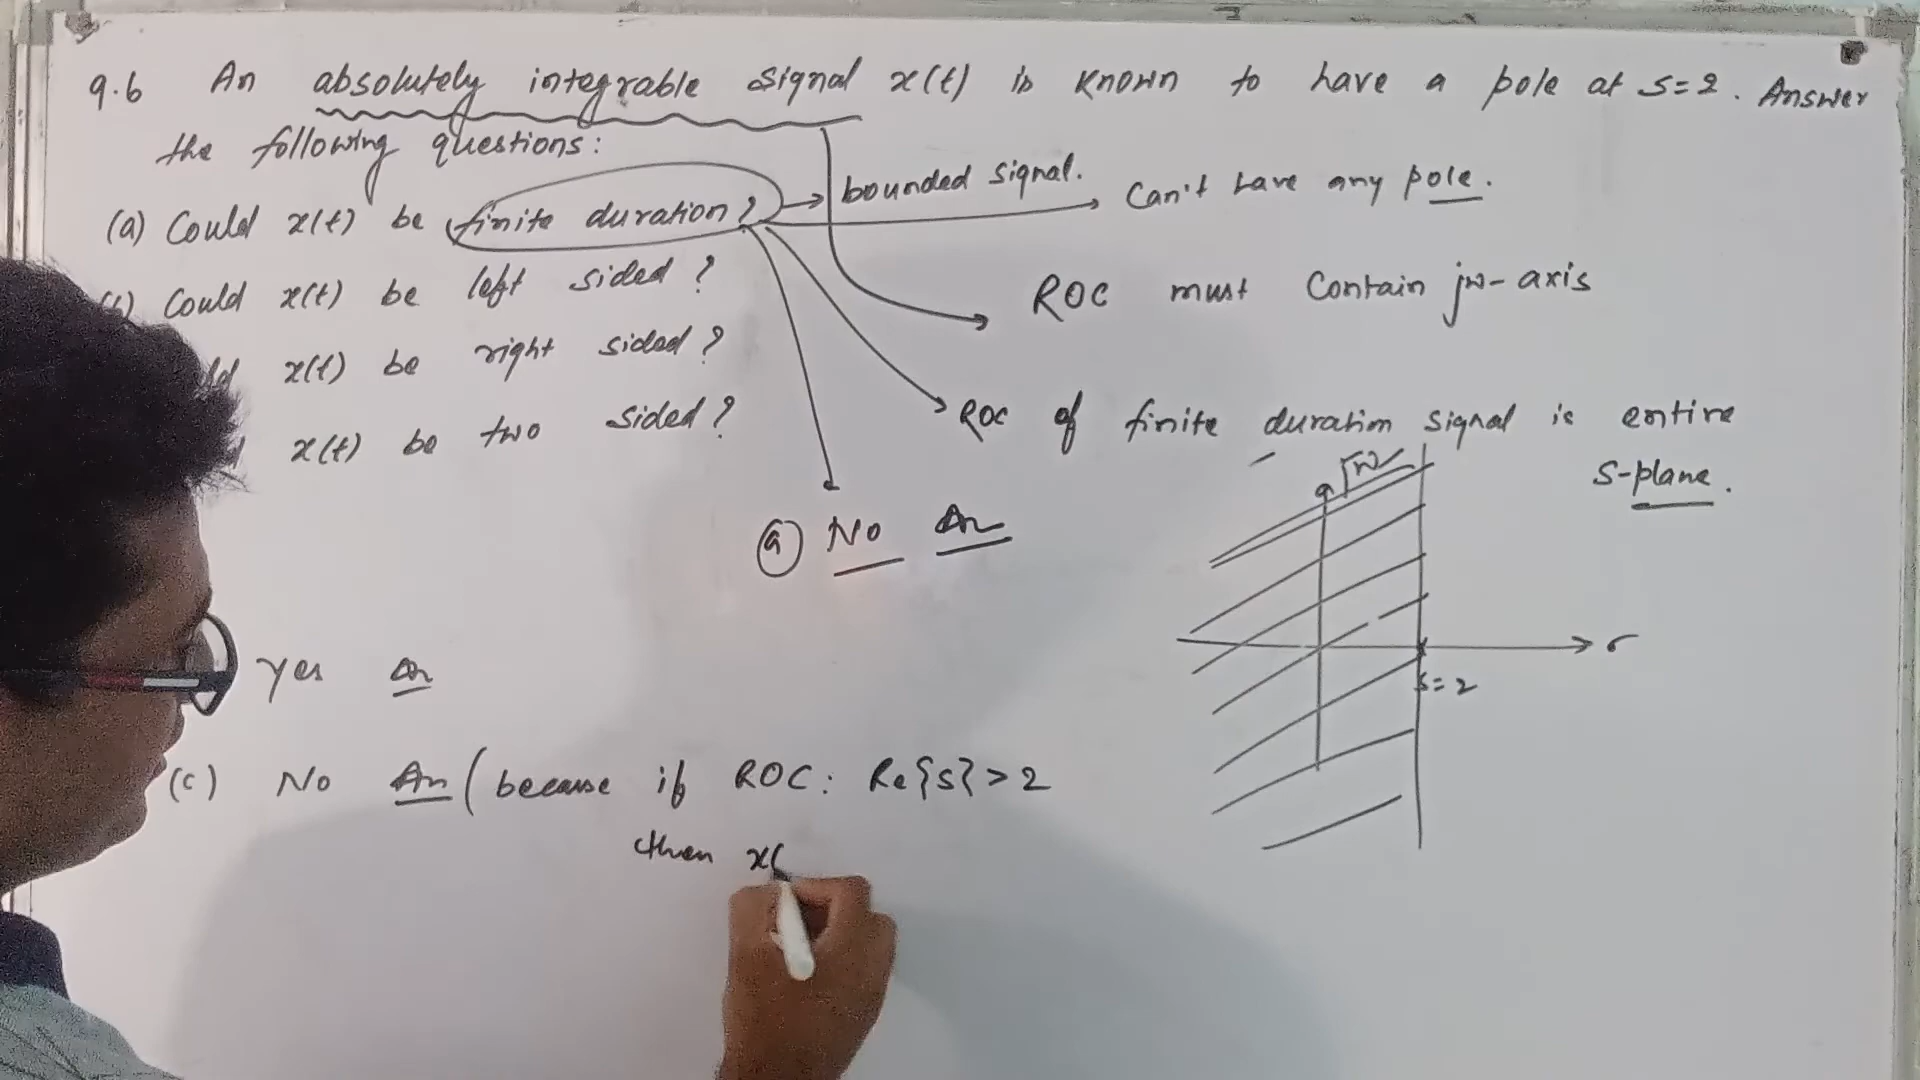 9.6 An absolutely integrable signal x(t) is known to have a pole at s=2. Answer
the following questions:
(a) Could x(t) be finite duration?
bounded signal.
Can't have any pole.
Could x(t) be left sided?
ROC must contain jw-axis
x(t) be right sided?
x(t) be two sided?
ROC of finite duration signal is entire
S-plane.
(a) No An
jw
σ
s=2
Yes An
(c) No An (because if ROC: Re{s}>2
then x(